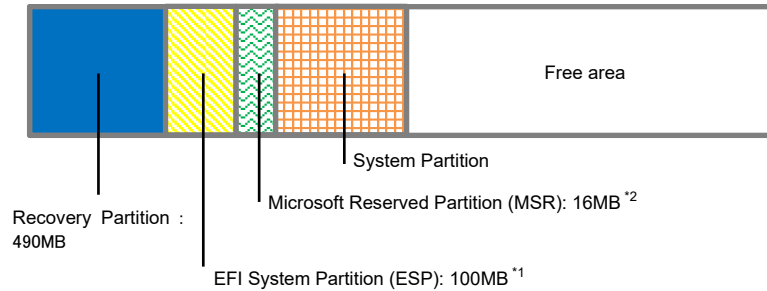 Free area
System Partition
Microsoft Reserved Partition (MSR): 16MB *2
Recovery Partition :
490MB
EFI System Partition (ESP): 100MB *1